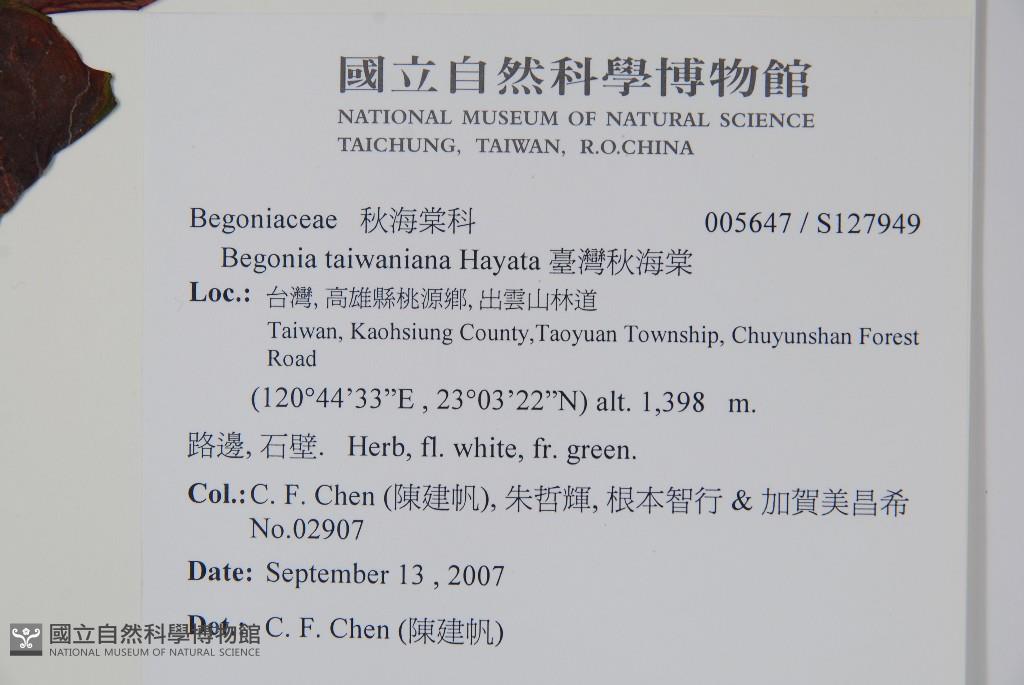 國立自然科學博物館
NATIONAL MUSEUM OF NATURAL SCIENCE
TAICHUNG, TAIWAN, R.O.CHINA
Begoniaceae 秋海棠科 005647 / S127949
Begonia taiwaniana Hayata 臺灣秋海棠
Loc.: 台灣, 高雄縣桃源鄉, 出雲山林道
Taiwan, Kaohsiung County,Taoyuan Township, Chuyunshan Forest
Road
(120°44’33”E , 23°03’22”N) alt. 1,398 m.
路邊, 石壁. Herb, fl. white, fr. green.
Col.: C. F. Chen (陳建帆), 朱哲輝, 根本智行 & 加賀美昌希
No.02907
Date: September 13 , 2007
Det.: C. F. Chen (陳建帆)
國立自然科學博物館
NATIONAL MUSEUM OF NATURAL SCIENCE